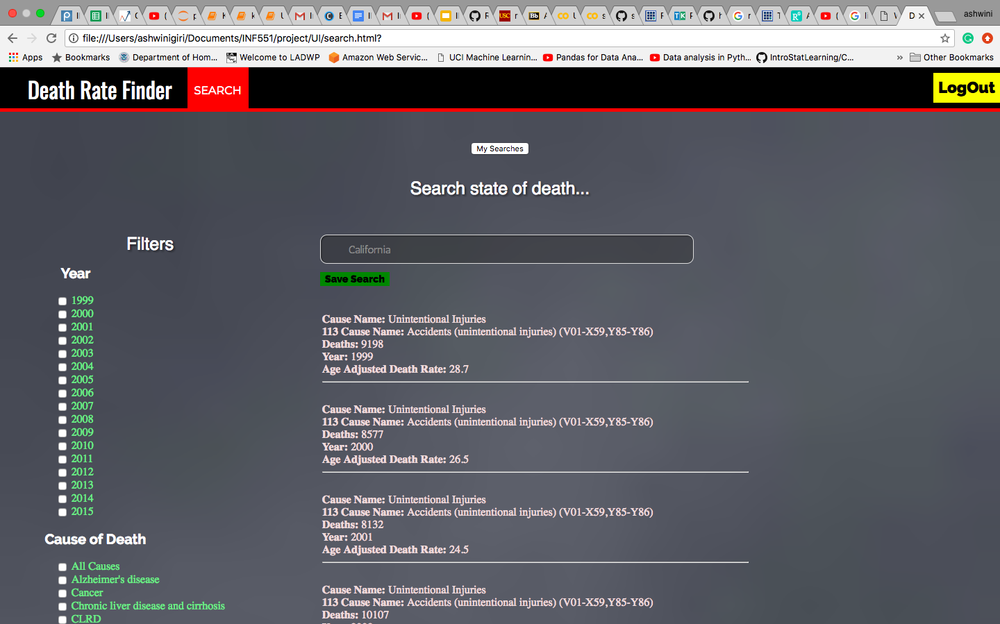 ashwini
file:///Users/ashwinigiri/Documents/INF551/project/UI/search.html?
Apps Bookmarks Department of Hom... Welcome to LADWP Amazon Web Servic... UCI Machine Learnin... Pandas for Data Ana... Data analysis in Pyth... IntroStatLearning/C... » Other Bookmarks
Death Rate Finder SEARCH LogOut
My Searches
Search state of death...
Filters
California
Year
Save Search
1999
2000
2001
2002
2003
2004
2005
2006
2007
2008
2009
2010
2011
2012
2013
2014
2015
Cause of Death
All Causes
Alzheimer's disease
Cancer
Chronic liver disease and cirrhosis
CLRD
Cause Name: Unintentional Injuries
113 Cause Name: Accidents (unintentional injuries) (V01-X59,Y85-Y86)
Deaths: 9198
Year: 1999
Age Adjusted Death Rate: 28.7
Cause Name: Unintentional Injuries
113 Cause Name: Accidents (unintentional injuries) (V01-X59,Y85-Y86)
Deaths: 8577
Year: 2000
Age Adjusted Death Rate: 26.5
Cause Name: Unintentional Injuries
113 Cause Name: Accidents (unintentional injuries) (V01-X59,Y85-Y86)
Deaths: 8132
Year: 2001
Age Adjusted Death Rate: 24.5
Cause Name: Unintentional Injuries
113 Cause Name: Accidents (unintentional injuries) (V01-X59,Y85-Y86)
Deaths: 10107